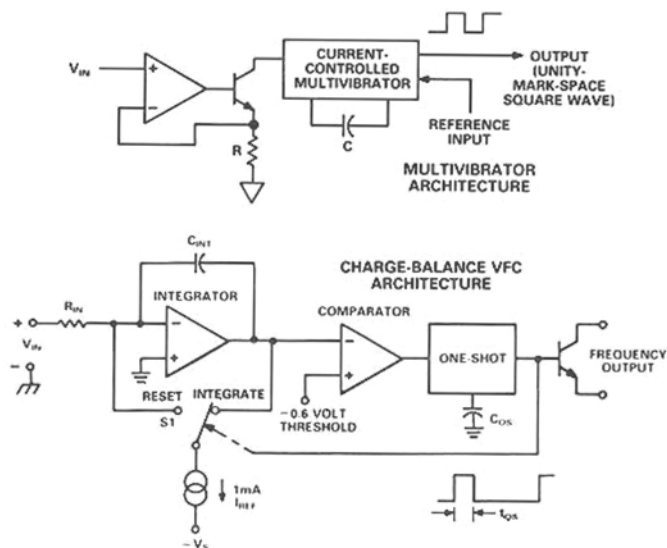 V_IN
+
−
R
CURRENT-
CONTROLLED
MULTIVIBRATOR
C
OUTPUT
(UNITY-
MARK-SPACE
SQUARE WAVE)
REFERENCE
INPUT
MULTIVIBRATOR
ARCHITECTURE
CHARGE-BALANCE VFC
ARCHITECTURE
C_INT
INTEGRATOR
R_IN
+
V_IN
−
−
+
RESET
S1
INTEGRATE
COMPARATOR
−
+
−0.6 VOLT
THRESHOLD
ONE-SHOT
C_OS
FREQUENCY
OUTPUT
1mA
I_REF
−V_S
t_OS